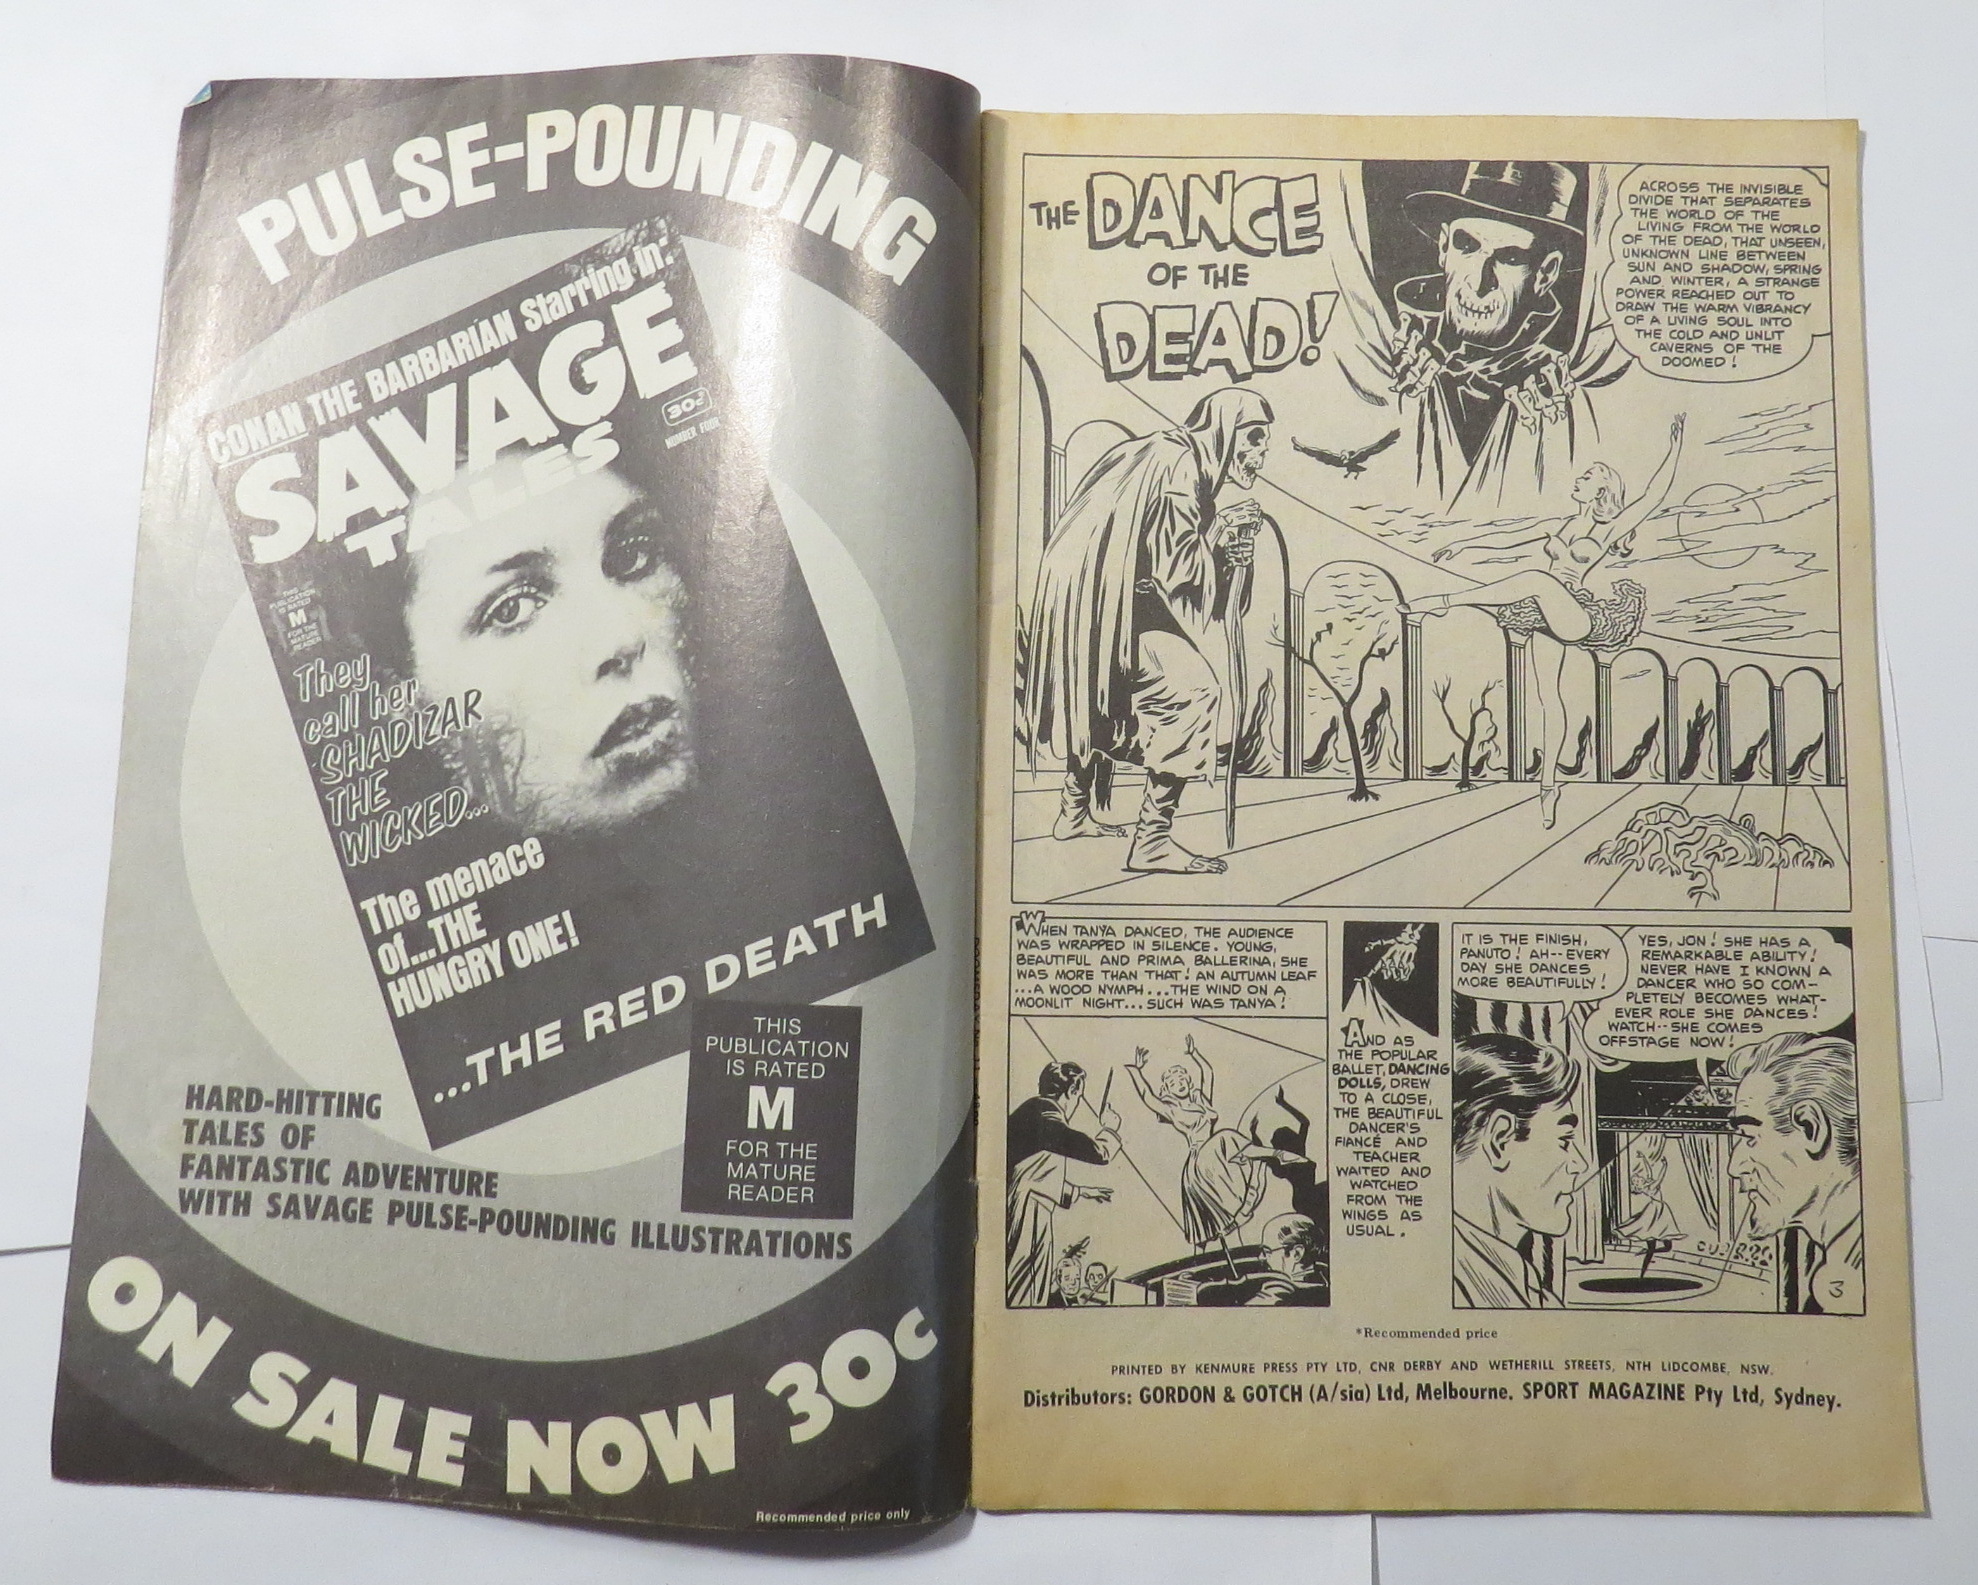 PULSE-POUNDING
CONAN THE BARBARIAN Starring in:
SAVAGE
TALES
30c
NUMBER FOUR
THIS
PUBLICATION
IS RATED
M
FOR THE
MATURE
READER
They
call her
SHADIZAR
THE
WICKED...
The menace
of...THE
HUNGRY ONE!
...THE RED DEATH
THIS
PUBLICATION
IS RATED
M
FOR THE
MATURE
READER
HARD-HITTING
TALES OF
FANTASTIC ADVENTURE
WITH SAVAGE PULSE-POUNDING ILLUSTRATIONS
ON SALE NOW 30c
Recommended price only
THE DANCE
OF THE
DEAD!
ACROSS THE INVISIBLE
DIVIDE THAT SEPARATES
THE WORLD OF THE
LIVING FROM THE WORLD
OF THE DEAD, THAT UNSEEN,
UNKNOWN LINE BETWEEN
SUN AND SHADOW, SPRING
AND WINTER, A STRANGE
POWER REACHED OUT TO
DRAW THE WARM VIBRANCY
OF A LIVING SOUL INTO
THE COLD AND UNLIT
CAVERNS OF THE
DOOMED!
WHEN TANYA DANCED, THE AUDIENCE
WAS WRAPPED IN SILENCE. YOUNG,
BEAUTIFUL AND PRIMA BALLERINA, SHE
WAS MORE THAN THAT! AN AUTUMN LEAF
...A WOOD NYMPH...THE WIND ON A
MOONLIT NIGHT...SUCH WAS TANYA!
AND AS
THE POPULAR
BALLET, DANCING
DOLLS, DREW
TO A CLOSE,
THE BEAUTIFUL
DANCER'S
FIANCÉ AND
TEACHER
WAITED AND
WATCHED
FROM THE
WINGS AS
USUAL.
IT IS THE FINISH,
PANUTO! AH--EVERY
DAY SHE DANCES
MORE BEAUTIFULLY!
YES, JON! SHE HAS A
REMARKABLE ABILITY!
NEVER HAVE I KNOWN A
DANCER WHO SO COM-
PLETELY BECOMES WHAT-
EVER ROLE SHE DANCES!
WATCH--SHE COMES
OFFSTAGE NOW!
3
*Recommended price
PRINTED BY KENMURE PRESS PTY LTD, CNR DERBY AND WETHERILL STREETS, NTH LIDCOMBE, NSW.
Distributors: GORDON & GOTCH (A/sia) Ltd, Melbourne. SPORT MAGAZINE Pty Ltd, Sydney.